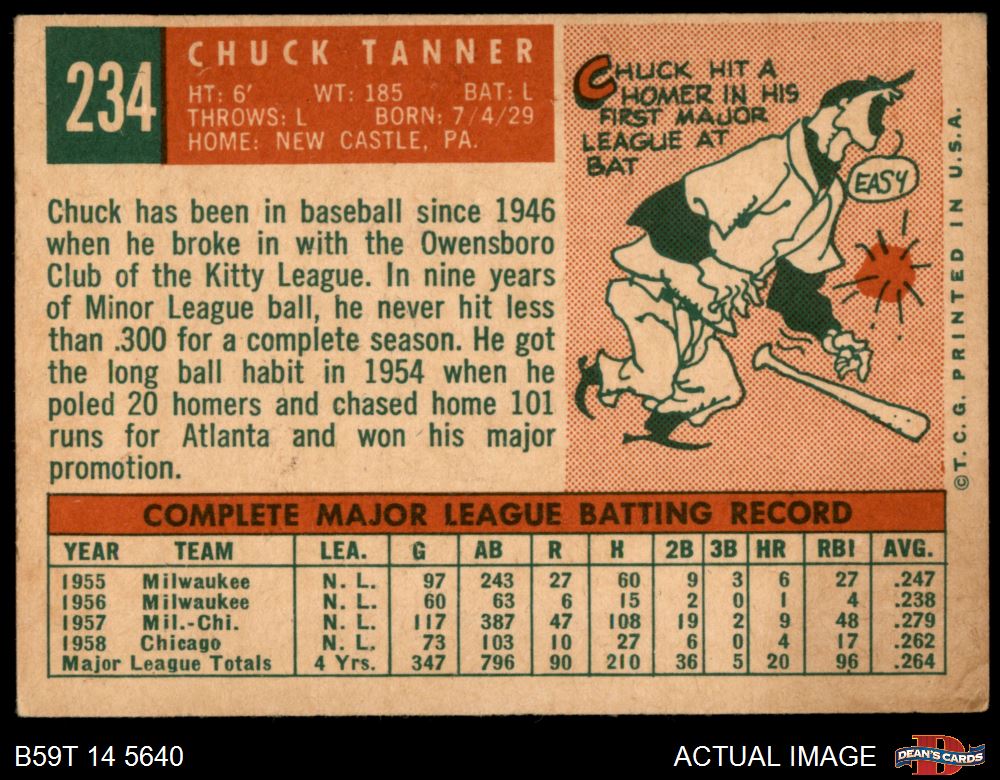 234
CHUCK TANNER
HT: 6' WT: 185 BAT: L
THROWS: L BORN: 7/4/29
HOME: NEW CASTLE, PA.
CHUCK HIT A
HOMER IN HIS
FIRST MAJOR
LEAGUE AT
BAT
EASY
Chuck has been in baseball since 1946
when he broke in with the Owensboro
Club of the Kitty League. In nine years
of Minor League ball, he never hit less
than .300 for a complete season. He got
the long ball habit in 1954 when he
poled 20 homers and chased home 101
runs for Atlanta and won his major
promotion.
©T. C. G. PRINTED IN U.S.A.
COMPLETE MAJOR LEAGUE BATTING RECORD
YEAR TEAM LEA. G AB R H 2B 3B HR RBI AVG.
1955 Milwaukee N. L. 97 243 27 60 9 3 6 27 .247
1956 Milwaukee N. L. 60 63 6 15 2 0 1 4 .238
1957 Mil.-Chi. N. L. 117 387 47 108 19 2 9 48 .279
1958 Chicago N. L. 73 103 10 27 6 0 4 17 .262
Major League Totals 4 Yrs. 347 796 90 210 36 5 20 96 .264
B59T 14 5640
ACTUAL IMAGE
DEAN'S CARDS